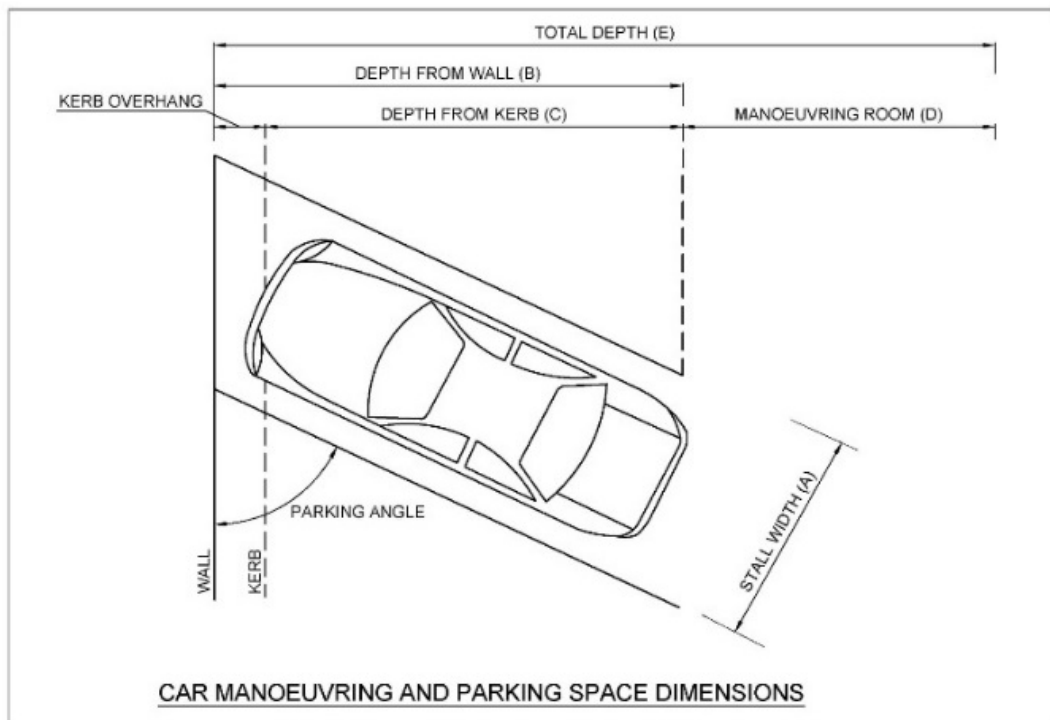 TOTAL DEPTH (E)
DEPTH FROM WALL (B)
KERB OVERHANG
DEPTH FROM KERB (C)
MANOEUVRING ROOM (D)
PARKING ANGLE
STALL WIDTH (A)
WALL
KERB
CAR MANOEUVRING AND PARKING SPACE DIMENSIONS